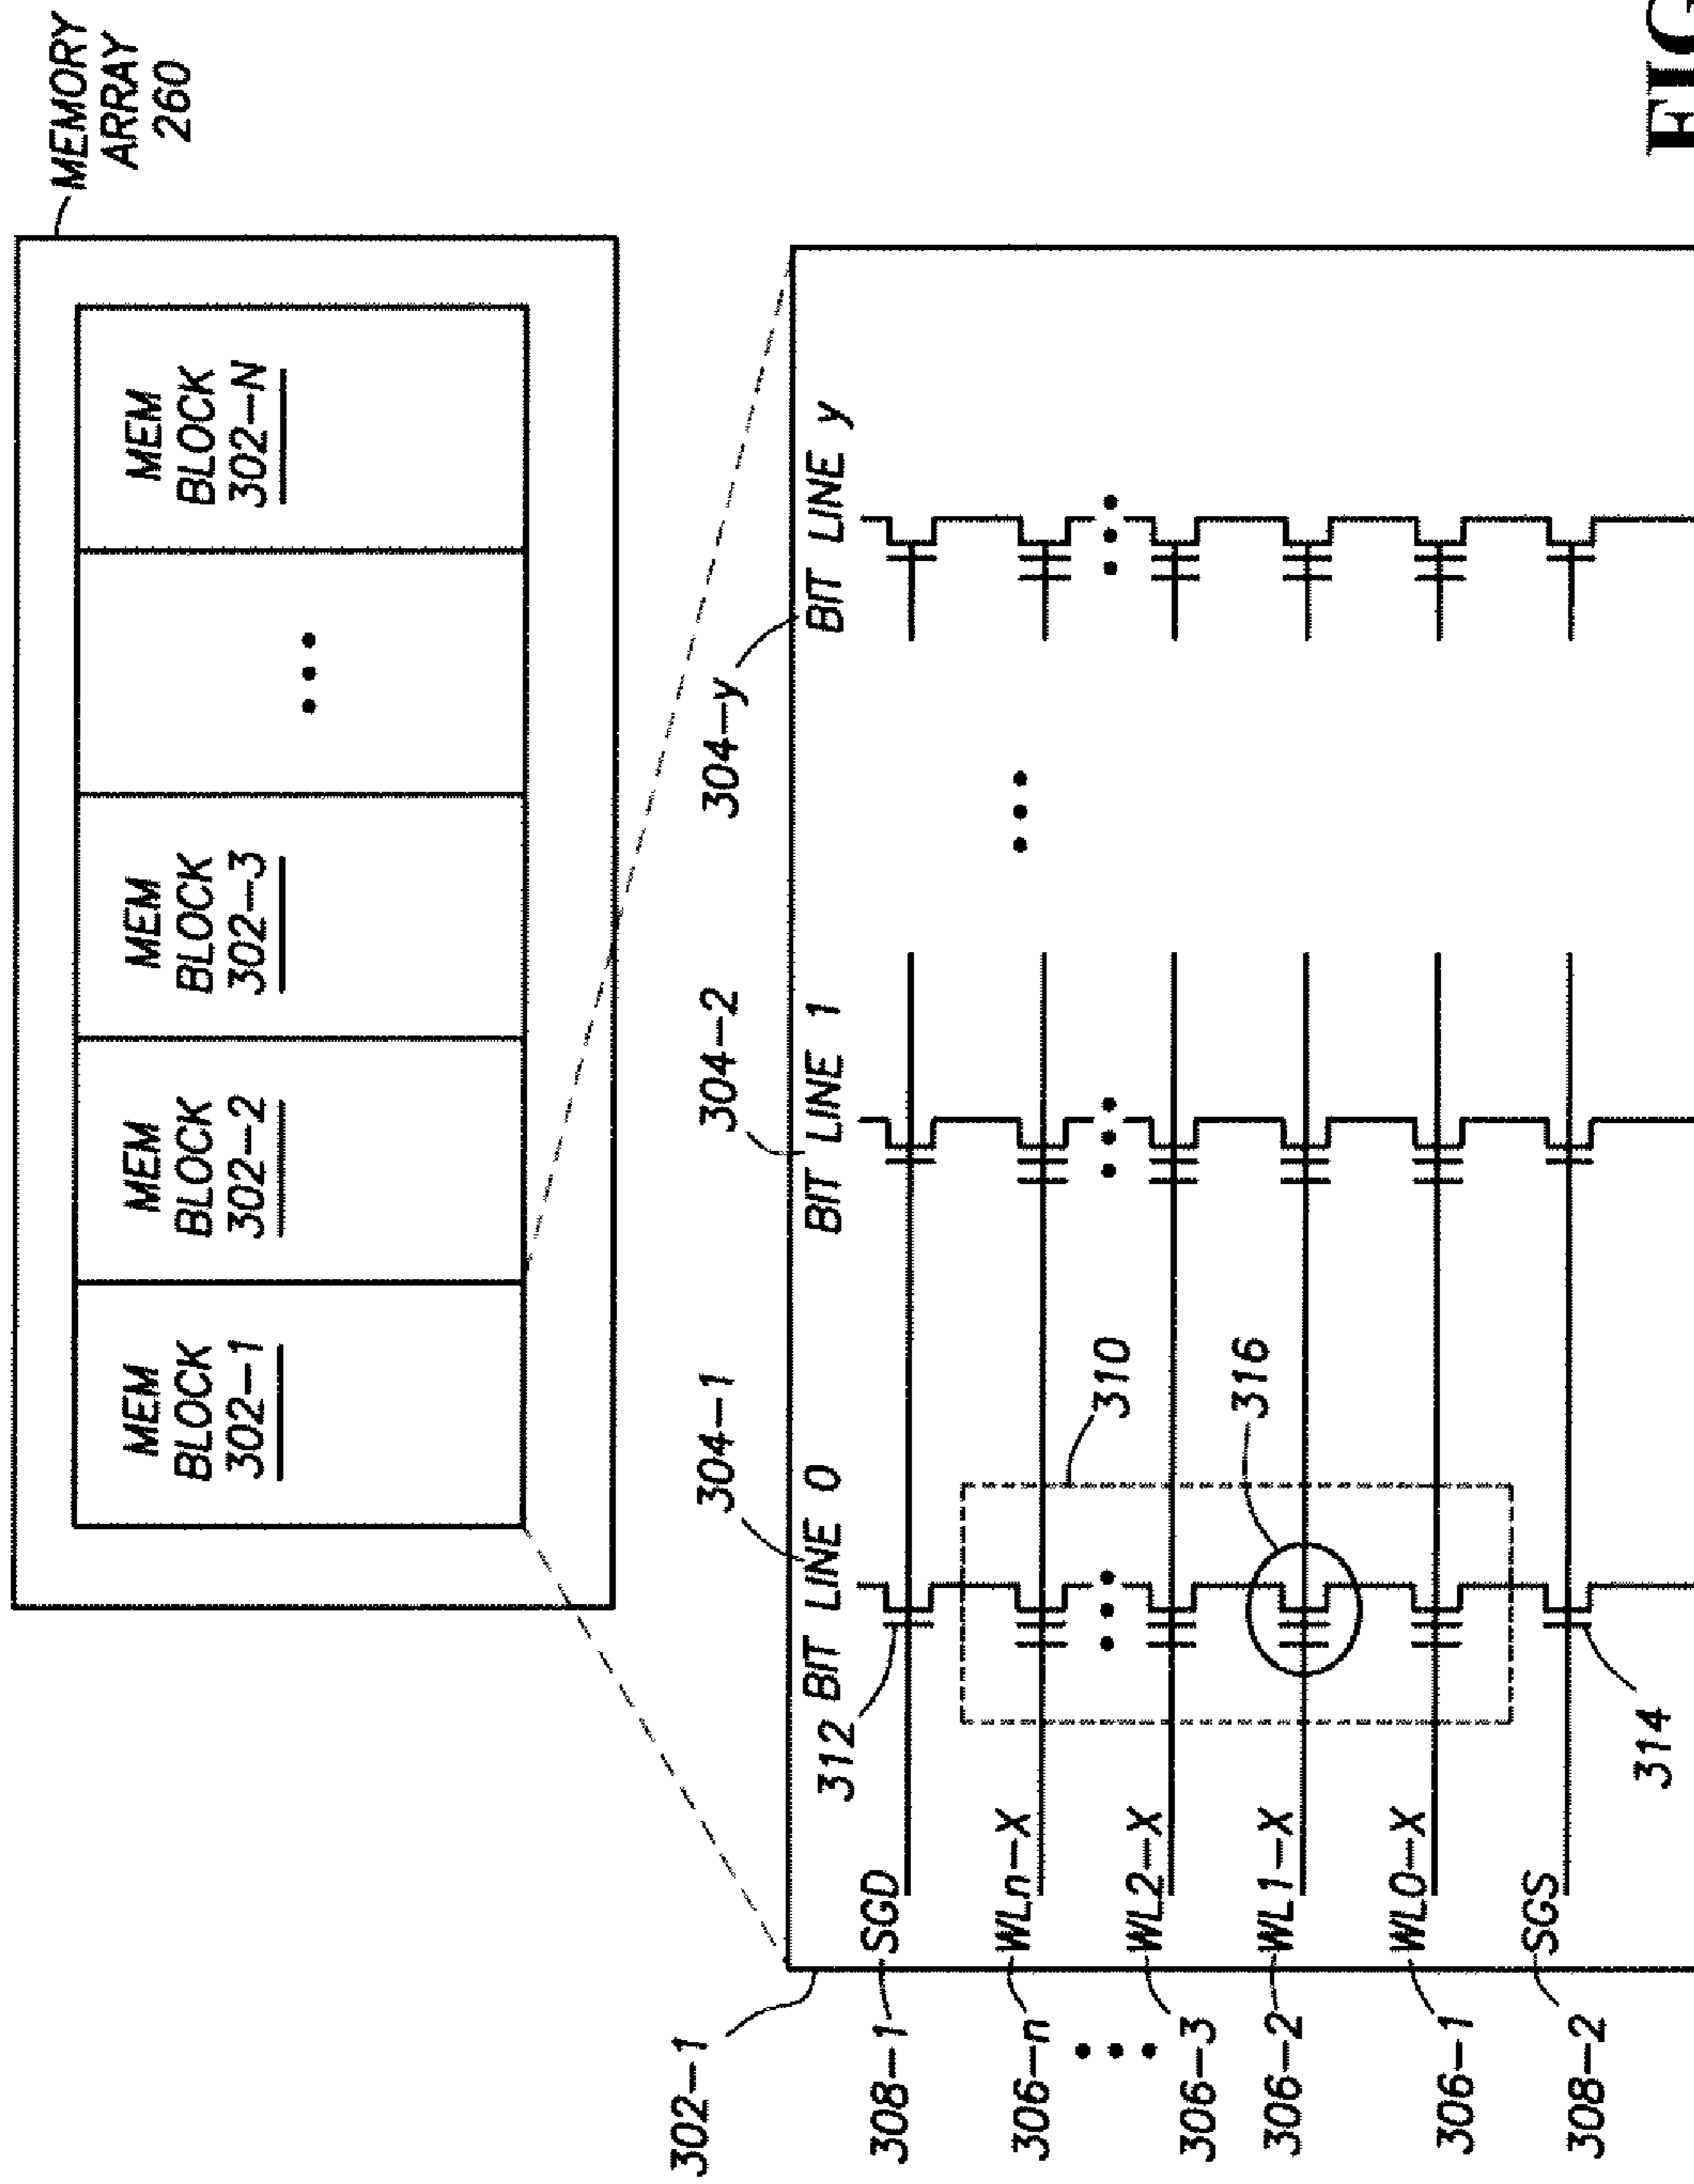 MEMORY
ARRAY
260
MEM
BLOCK
302-1
MEM
BLOCK
302-2
MEM
BLOCK
302-3
•••
MEM
BLOCK
302-N
302-1
304-1
304-2
304-y
BIT LINE 0
BIT LINE 1
BIT LINE y
312
308-1
SGD
306-n
WLn-X
310
306-3
WL2-X
316
306-2
WL1-X
306-1
WL0-X
308-2
SGS
314